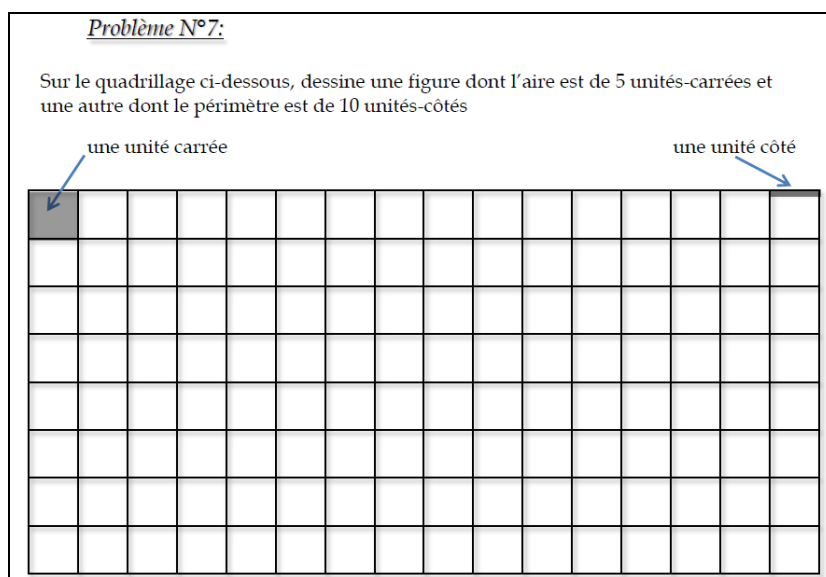 Problème N°7:
Sur le quadrillage ci-dessous, dessine une figure dont l'aire est de 5 unités-carrées et
une autre dont le périmètre est de 10 unités-côtés
une unité carrée
une unité côté